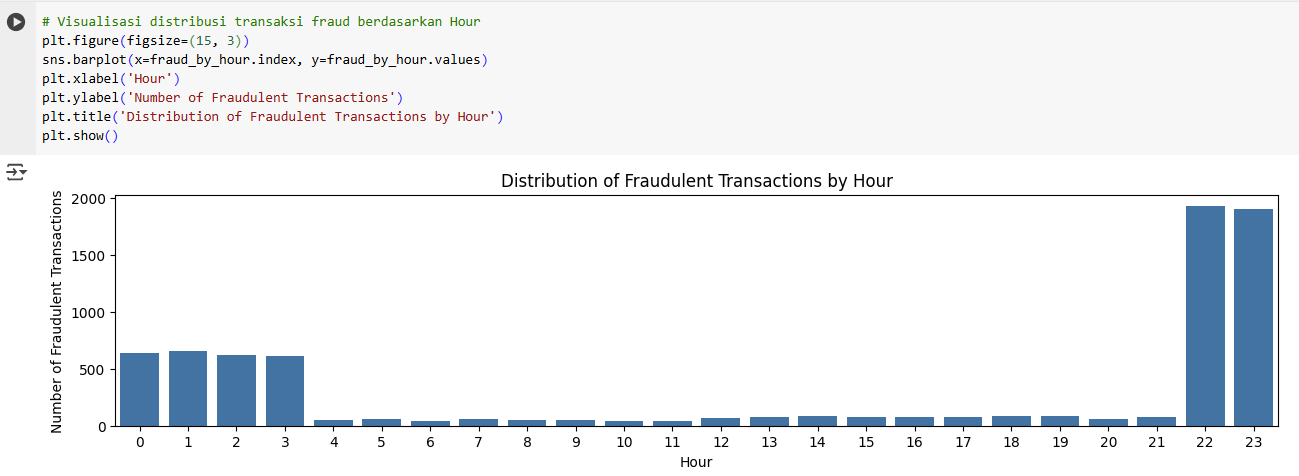 # Visualisasi distribusi transaksi fraud berdasarkan Hour
plt.figure(figsize=(15, 3))
sns.barplot(x=fraud_by_hour.index, y=fraud_by_hour.values)
plt.xlabel('Hour')
plt.ylabel('Number of Fraudulent Transactions')
plt.title('Distribution of Fraudulent Transactions by Hour')
plt.show()
Distribution of Fraudulent Transactions by Hour
Number of Fraudulent Transactions
2000
1500
1000
500
0
0 1 2 3 4 5 6 7 8 9 10 11 12 13 14 15 16 17 18 19 20 21 22 23
Hour